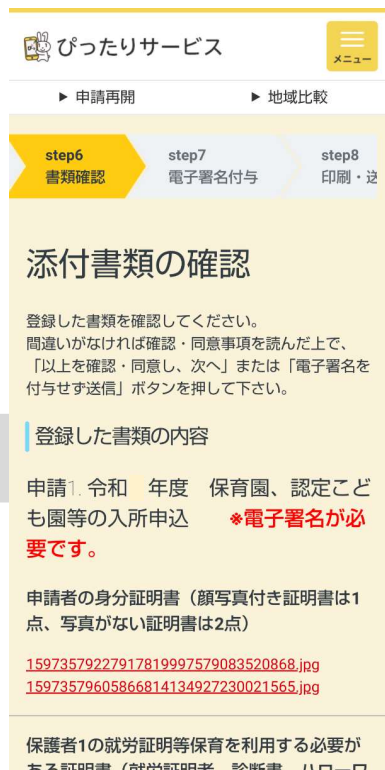 ぴったりサービス
メニュー
▶ 申請再開 ▶ 地域比較
step6 step7 step8
書類確認 電子署名付与 印刷・送
添付書類の確認
登録した書類を確認してください。
間違いがなければ確認・同意事項を読んだ上で、
「以上を確認・同意し、次へ」または「電子署名を
付与せず送信」ボタンを押して下さい。
登録した書類の内容
申請1. 令和 年度 保育園、認定こど
も園等の入所申込 *電子署名が必
要です。
申請者の身分証明書（顔写真付き証明書は1
点、写真がない証明書は2点）
15973579227917819997579083520868.jpg
15973579605866814134927230021565.jpg
保護者1の就労証明等保育を利用する必要が
ある証明書（就労証明書、診断書、ハローワ